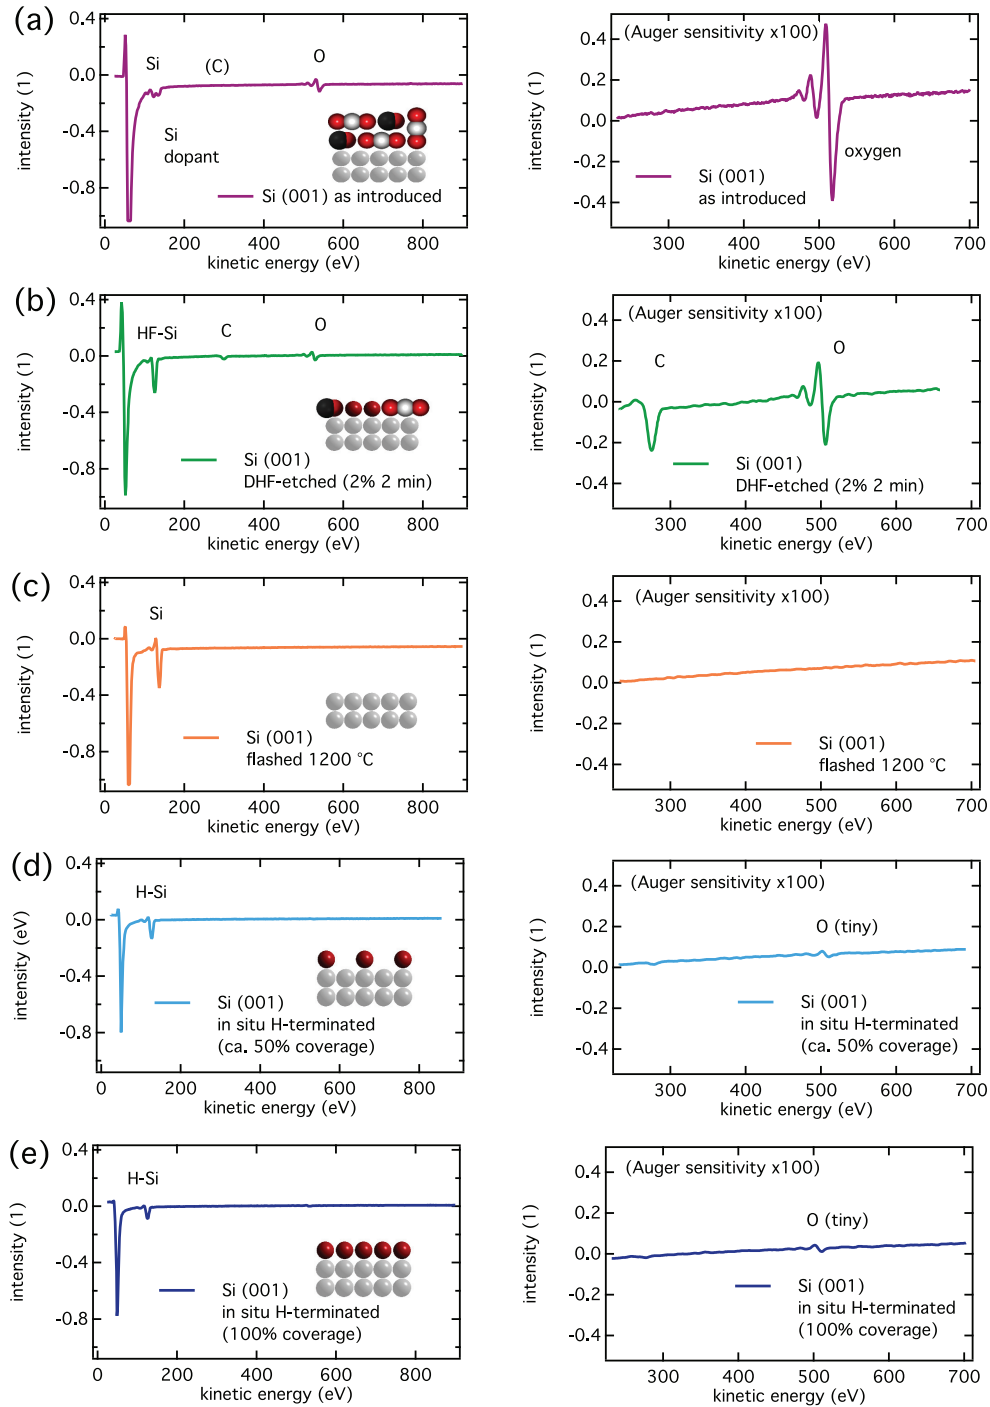 (a)
0.4
0.0
-0.4
-0.8
intensity (1)
Si
(C)
O
Si
dopant
Si (001) as introduced
0
200
400
600
800
kinetic energy (eV)
(Auger sensitivity x100)
0.4
0.2
0.0
-0.2
-0.4
intensity (1)
oxygen
Si (001)
as introduced
300
400
500
600
700
kinetic energy (eV)
(b)
0.4
0.0
-0.4
-0.8
intensity (1)
HF-Si
C
O
Si (001)
DHF-etched (2% 2 min)
0
200
400
600
800
kinetic energy (eV)
(Auger sensitivity x100)
0.4
0.2
0.0
-0.2
-0.4
intensity (1)
C
O
Si (001)
DHF-etched (2% 2 min)
300
400
500
600
700
kinetic energy (eV)
(c)
0.4
0.0
-0.4
-0.8
intensity (1)
Si
Si (001)
flashed 1200 °C
0
200
400
600
800
kinetic energy (eV)
(Auger sensitivity x100)
0.4
0.2
0.0
-0.2
-0.4
intensity (1)
Si (001)
flashed 1200 °C
300
400
500
600
700
kinetic energy (eV)
(d)
0.4
0.0
-0.4
-0.8
intensity (eV)
H-Si
Si (001)
in situ H-terminated
(ca. 50% coverage)
0
200
400
600
800
kinetic energy (eV)
(Auger sensitivity x100)
0.4
0.2
0.0
-0.2
-0.4
intensity (1)
O (tiny)
Si (001)
in situ H-terminated
(ca. 50% coverage)
300
400
500
600
700
kinetic energy (eV)
(e)
0.4
0.0
-0.4
-0.8
intensity (1)
H-Si
Si (001)
in situ H-terminated
(100% coverage)
0
200
400
600
800
kinetic energy (eV)
(Auger sensitivity x100)
0.4
0.2
0.0
-0.2
-0.4
intensity (1)
O (tiny)
Si (001)
in situ H-terminated
(100% coverage)
300
400
500
600
700
kinetic energy (eV)